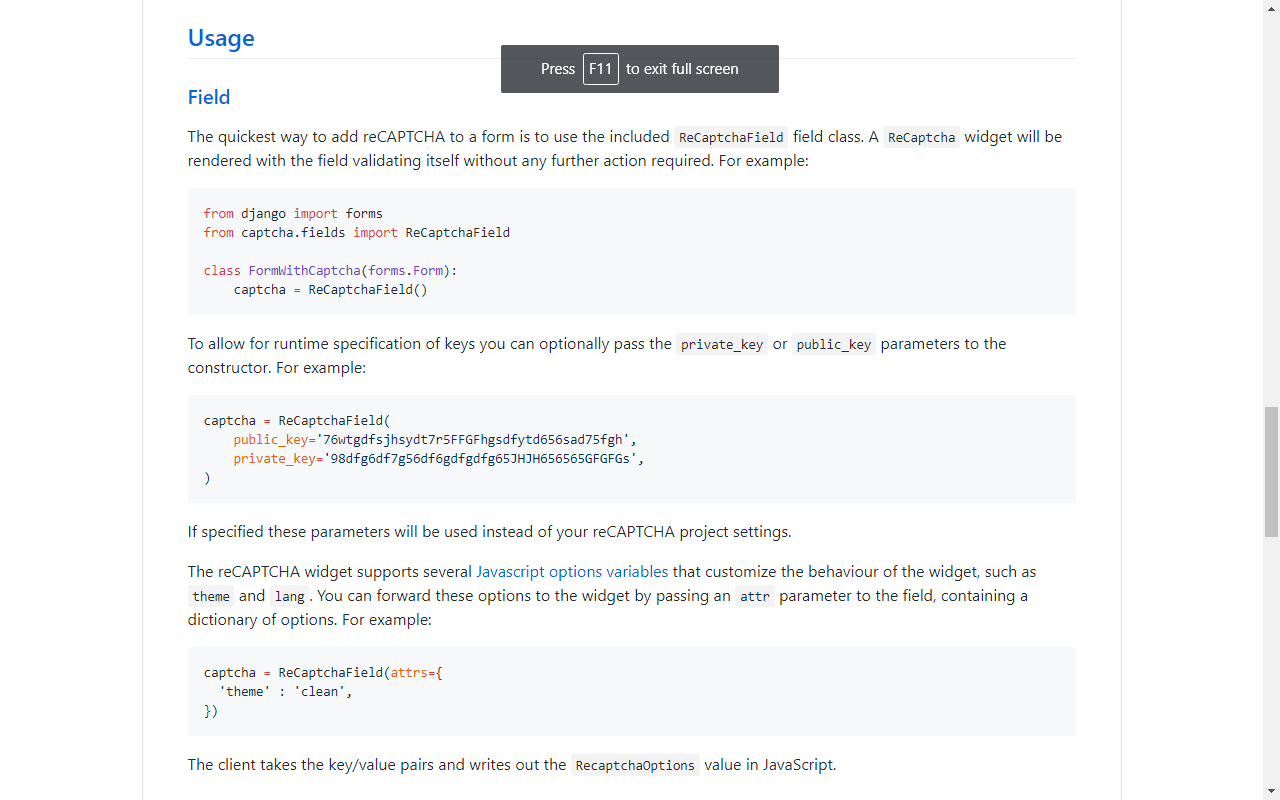 Usage
Press F11 to exit full screen
Field
The quickest way to add reCAPTCHA to a form is to use the included ReCaptchaField field class. A ReCaptcha widget will be
rendered with the field validating itself without any further action required. For example:
from django import forms
from captcha.fields import ReCaptchaField
class FormWithCaptcha(forms.Form):
    captcha = ReCaptchaField()
To allow for runtime specification of keys you can optionally pass the private_key or public_key parameters to the
constructor. For example:
captcha = ReCaptchaField(
    public_key='76wtgdfsjhsydt7r5FFGFhgsdfytd656sad75fgh',
    private_key='98dfg6df7g56df6gdfgdfg65JHJH656565GFGFGs',
)
If specified these parameters will be used instead of your reCAPTCHA project settings.
The reCAPTCHA widget supports several Javascript options variables that customize the behaviour of the widget, such as
theme and lang . You can forward these options to the widget by passing an attr parameter to the field, containing a
dictionary of options. For example:
captcha = ReCaptchaField(attrs={
  'theme' : 'clean',
})
The client takes the key/value pairs and writes out the RecaptchaOptions value in JavaScript.